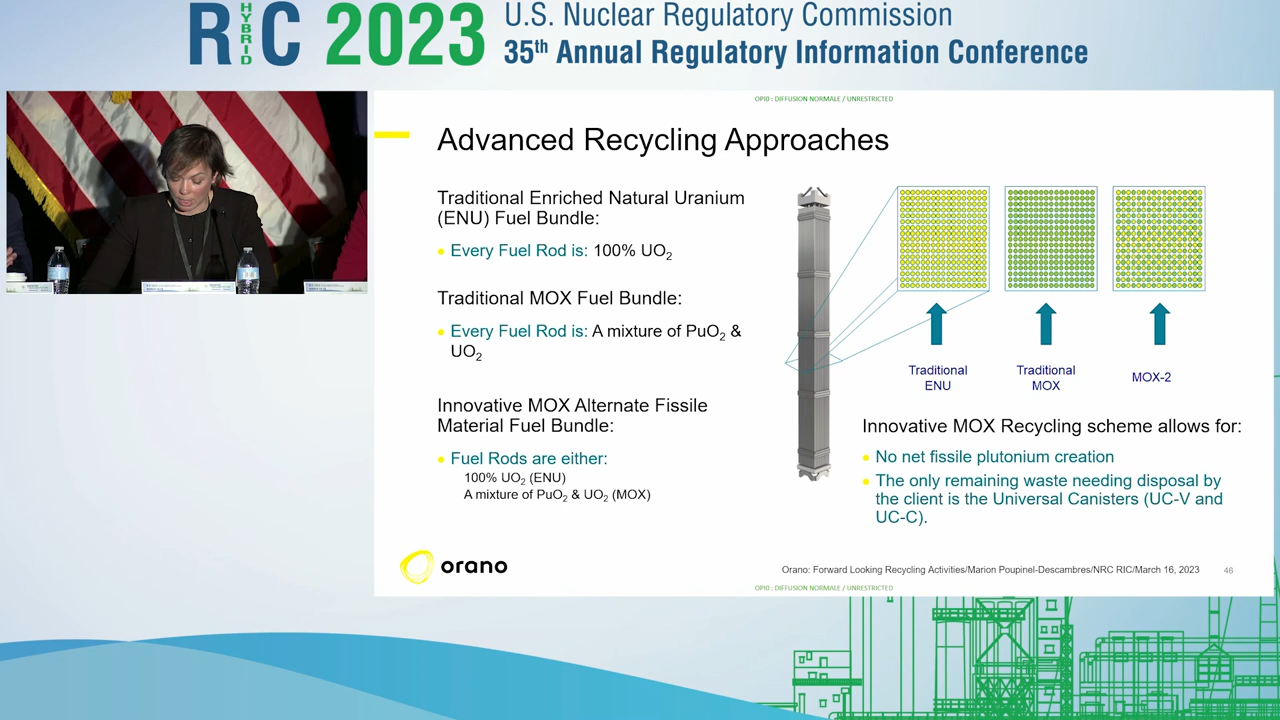 RIC 2023
HYBRID
U.S. Nuclear Regulatory Commission
35th Annual Regulatory Information Conference
OPI0 : DIFFUSION NORMALE / UNRESTRICTED
Advanced Recycling Approaches
Traditional Enriched Natural Uranium
(ENU) Fuel Bundle:
• Every Fuel Rod is: 100% UO2
Traditional MOX Fuel Bundle:
• Every Fuel Rod is: A mixture of PuO2 &
UO2
Innovative MOX Alternate Fissile
Material Fuel Bundle:
• Fuel Rods are either:
100% UO2 (ENU)
A mixture of PuO2 & UO2 (MOX)
Traditional
ENU
Traditional
MOX
MOX-2
Innovative MOX Recycling scheme allows for:
• No net fissile plutonium creation
• The only remaining waste needing disposal by
the client is the Universal Canisters (UC-V and
UC-C).
orano
Orano: Forward Looking Recycling Activities/Marion Poupinel-Descambres/NRC RIC/March 16, 2023
46
OPI0 : DIFFUSION NORMALE / UNRESTRICTED